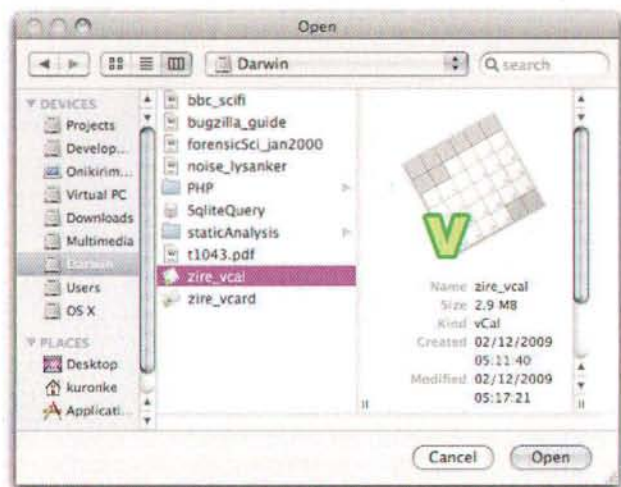 Open
Darwin
search
DEVICES
Projects
Develop...
Onikirim...
Virtual PC
Downloads
Multimedia
Darwin
Users
OS X
PLACES
Desktop
kuronke
Applicati...
bbc_scifi
bugzilla_guide
forensicSci_jan2000
noise_lysanker
PHP
SqliteQuery
staticAnalysis
t1043.pdf
zire_vcal
zire_vcard
V
Name zire_vcal
Size 2.9 MB
Kind vCal
Created 02/12/2009
05:11:40
Modified 02/12/2009
05:17:21
Cancel
Open